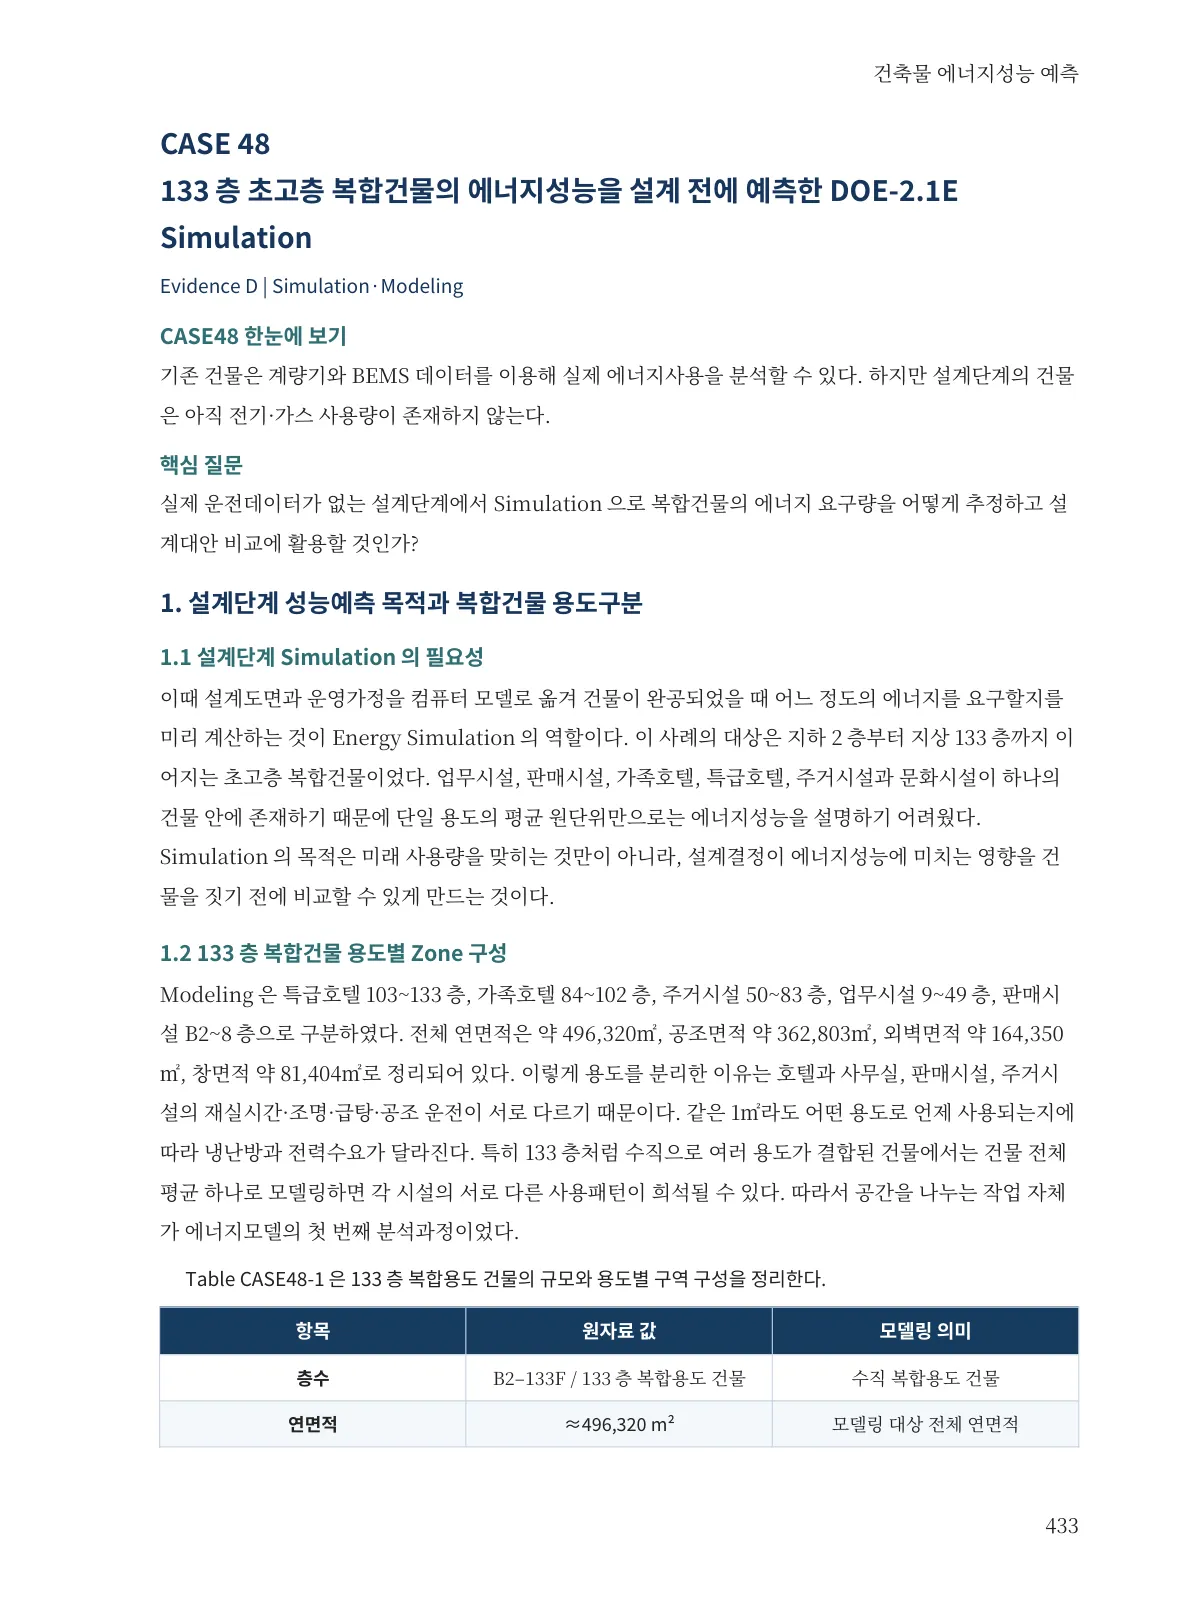 건축물 에너지성능 예측
CASE 48
133 층 초고층 복합건물의 에너지성능을 설계 전에 예측한 DOE-2.1E
Simulation
Evidence D | Simulation·Modeling
CASE48 한눈에 보기
기존 건물은 계량기와 BEMS 데이터를 이용해 실제 에너지사용을 분석할 수 있다. 하지만 설계단계의 건물
은 아직 전기·가스 사용량이 존재하지 않는다.
핵심 질문
실제 운전데이터가 없는 설계단계에서 Simulation 으로 복합건물의 에너지 요구량을 어떻게 추정하고 설
계대안 비교에 활용할 것인가?
1. 설계단계 성능예측 목적과 복합건물 용도구분
1.1 설계단계 Simulation 의 필요성
이때 설계도면과 운영가정을 컴퓨터 모델로 옮겨 건물이 완공되었을 때 어느 정도의 에너지를 요구할지를
미리 계산하는 것이 Energy Simulation 의 역할이다. 이 사례의 대상은 지하 2 층부터 지상 133 층까지 이
어지는 초고층 복합건물이었다. 업무시설, 판매시설, 가족호텔, 특급호텔, 주거시설과 문화시설이 하나의
건물 안에 존재하기 때문에 단일 용도의 평균 원단위만으로는 에너지성능을 설명하기 어려웠다.
Simulation 의 목적은 미래 사용량을 맞히는 것만이 아니라, 설계결정이 에너지성능에 미치는 영향을 건
물을 짓기 전에 비교할 수 있게 만드는 것이다.
1.2 133 층 복합건물 용도별 Zone 구성
Modeling 은 특급호텔 103~133 층, 가족호텔 84~102 층, 주거시설 50~83 층, 업무시설 9~49 층, 판매시
설 B2~8 층으로 구분하였다. 전체 연면적은 약 496,320㎡, 공조면적 약 362,803㎡, 외벽면적 약 164,350
㎡, 창면적 약 81,404㎡로 정리되어 있다. 이렇게 용도를 분리한 이유는 호텔과 사무실, 판매시설, 주거시
설의 재실시간·조명·급탕·공조 운전이 서로 다르기 때문이다. 같은 1㎡라도 어떤 용도로 언제 사용되는지에
따라 냉난방과 전력수요가 달라진다. 특히 133 층처럼 수직으로 여러 용도가 결합된 건물에서는 건물 전체
평균 하나로 모델링하면 각 시설의 서로 다른 사용패턴이 희석될 수 있다. 따라서 공간을 나누는 작업 자체
가 에너지모델의 첫 번째 분석과정이었다.
Table CASE48-1 은 133 층 복합용도 건물의 규모와 용도별 구역 구성을 정리한다.
항목 원자료 값 모델링 의미
층수 B2–133F / 133 층 복합용도 건물 수직 복합용도 건물
연면적 ≈496,320 m² 모델링 대상 전체 연면적
433